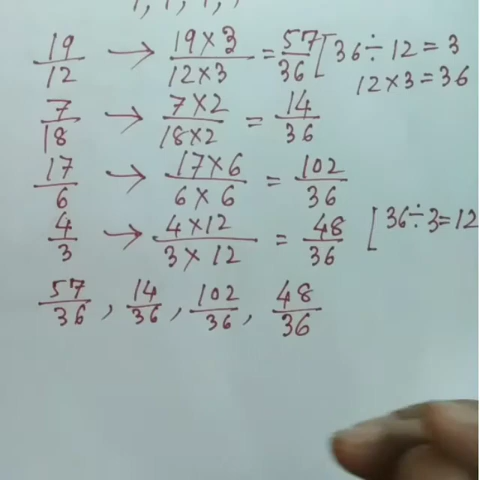 19/12 → 19×3/12×3 = 57/36 [36÷12=3
12×3=36
7/18 → 7×2/18×2 = 14/36
17/6 → 17×6/6×6 = 102/36
4/3 → 4×12/3×12 = 48/36 [36÷3=12
57/36, 14/36, 102/36, 48/36